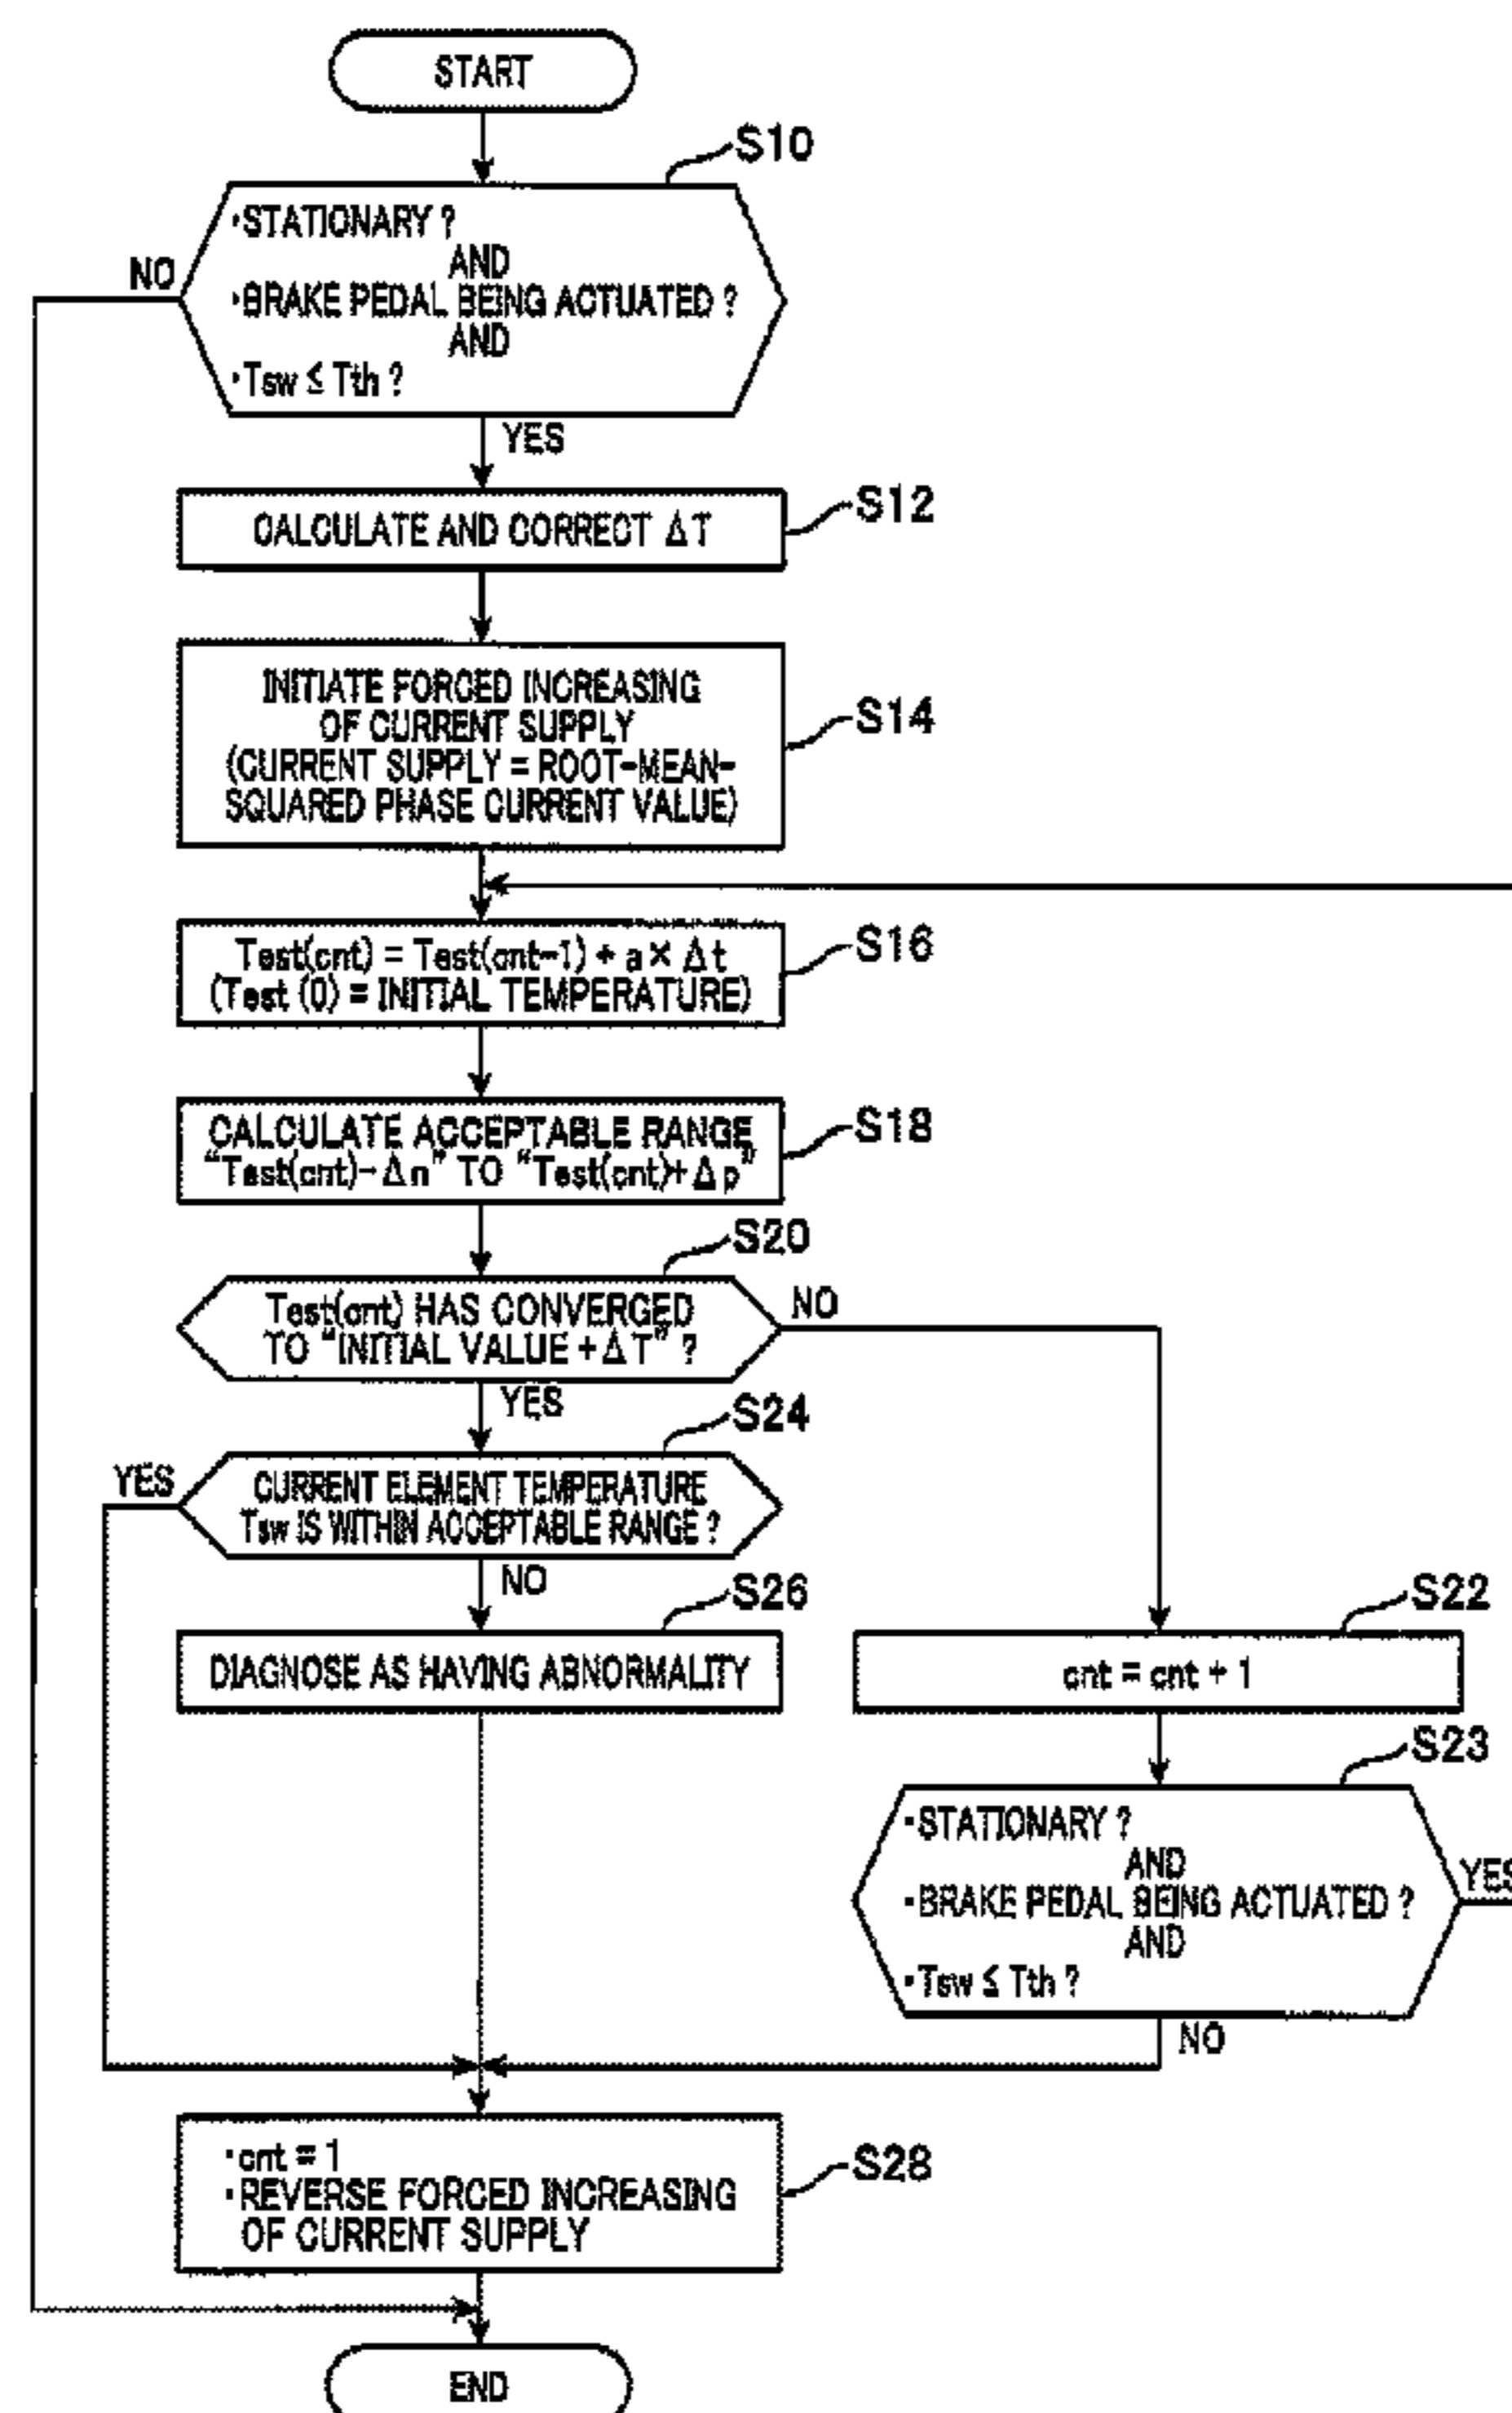 START
S10
・STATIONARY ?
AND
・BRAKE PEDAL BEING ACTUATED ?
AND
・Tsw ≤ Tth ?
NO
YES
CALCULATE AND CORRECT ΔT
S12
INITIATE FORCED INCREASING
OF CURRENT SUPPLY
(CURRENT SUPPLY = ROOT-MEAN-
SQUARED PHASE CURRENT VALUE)
S14
Test(cnt) = Test(cnt-1) + a × Δt
(Test (0) = INITIAL TEMPERATURE)
S16
CALCULATE ACCEPTABLE RANGE
“Test(cnt)-Δn” TO “Test(cnt)+Δp”
S18
S20
Test(cnt) HAS CONVERGED
TO “INITIAL VALUE +ΔT” ?
NO
YES
S24
CURRENT ELEMENT TEMPERATURE
Tsw IS WITHIN ACCEPTABLE RANGE ?
YES
NO
S26
DIAGNOSE AS HAVING ABNORMALITY
S22
cnt = cnt + 1
S23
・STATIONARY ?
AND
・BRAKE PEDAL BEING ACTUATED ?
AND
・Tsw ≤ Tth ?
YES
NO
・cnt = 1
・REVERSE FORCED INCREASING
OF CURRENT SUPPLY
S28
END